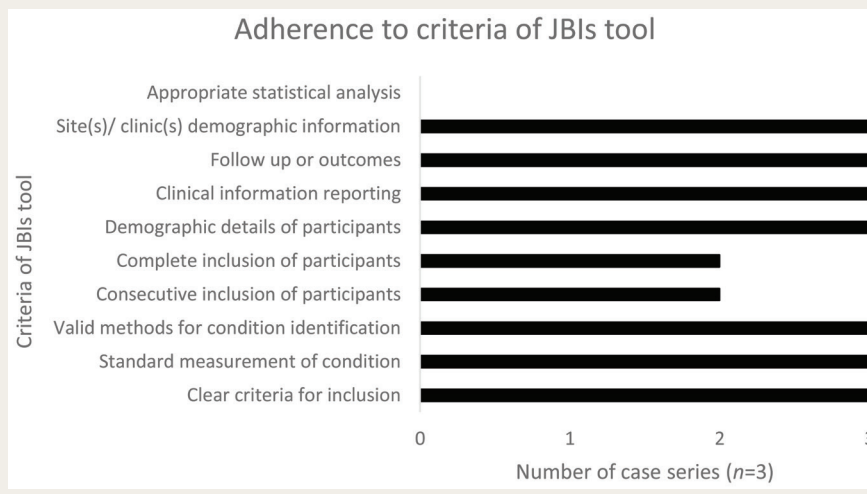 Adherence to criteria of JBIs tool
Criteria of JBIs tool
Appropriate statistical analysis
Site(s)/ clinic(s) demographic information
Follow up or outcomes
Clinical information reporting
Demographic details of participants
Complete inclusion of participants
Consecutive inclusion of participants
Valid methods for condition identification
Standard measurement of condition
Clear criteria for inclusion
0 1 2
Number of case series (n=3)